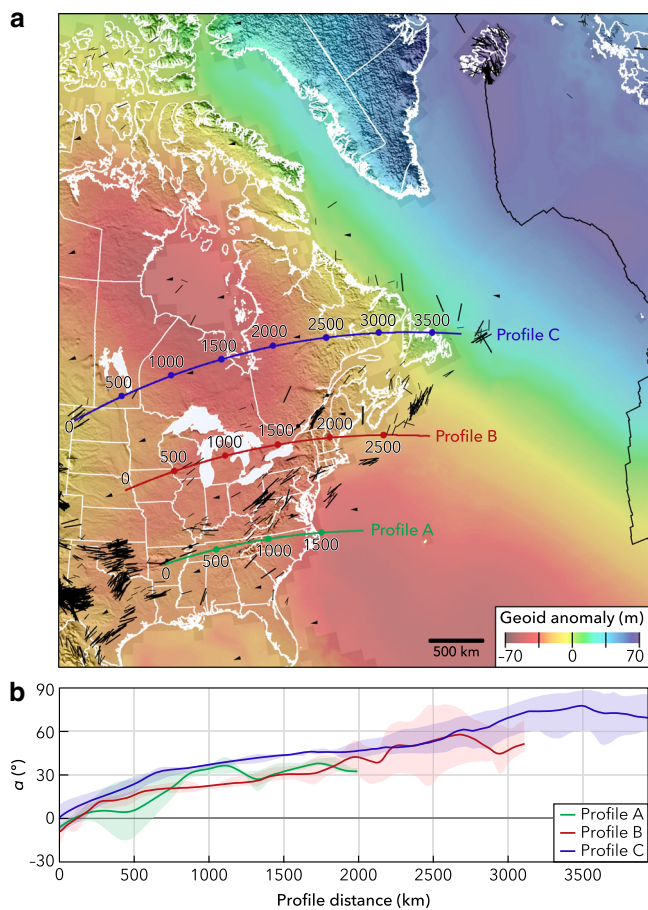 a
0
500
1000
1500
2000
2500
3000
3500
Profile C
0
500
1000
1500
2000
2500
Profile B
0
500
1000
1500
Profile A
500 km
Geoid anomaly (m)
–70 0 70
b
90
60
30
0
–30
α (°)
Profile A
Profile B
Profile C
0 500 1000 1500 2000 2500 3000 3500
Profile distance (km)